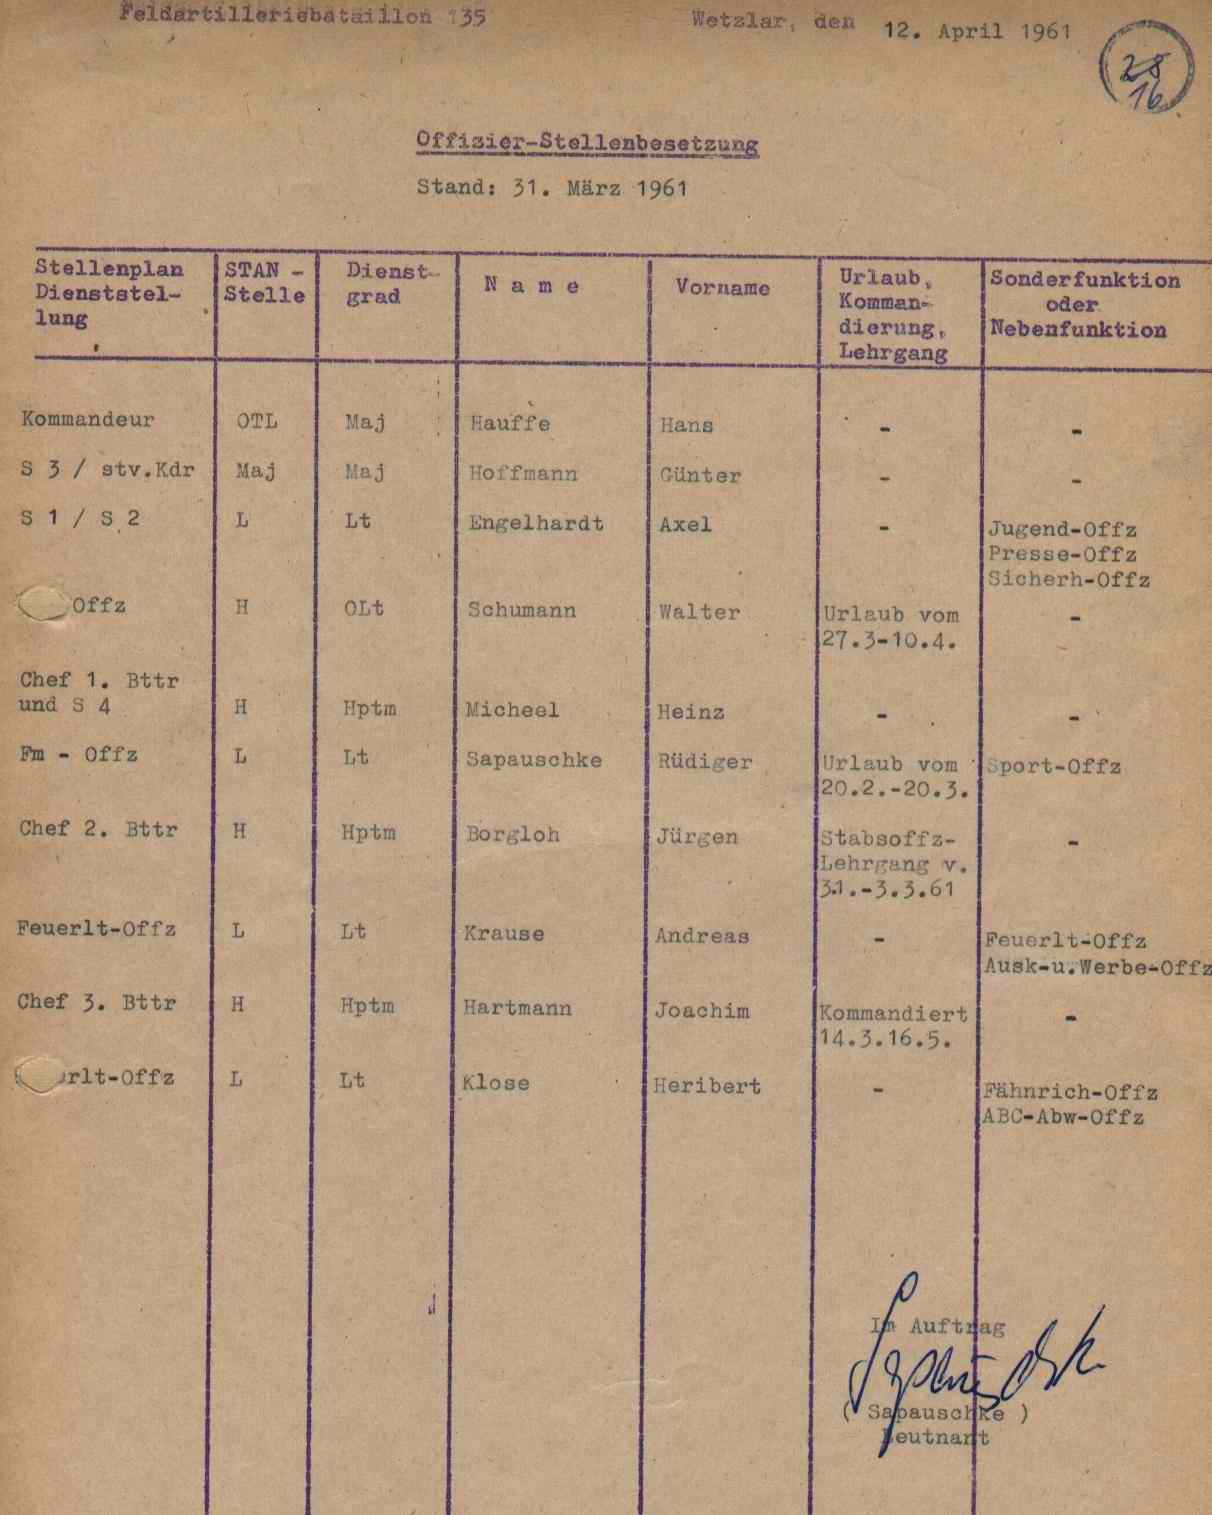 Feldartilleriebataillon 135 Wetzlar, den 12. April 1961
28
16
Offizier-Stellenbesetzung
Stand: 31. März 1961
Stellenplan Dienststel-lung | STAN - Stelle | Dienst-grad | N a m e | Vorname | Urlaub, Komman-dierung, Lehrgang | Sonderfunktion oder Nebenfunktion
Kommandeur OTL Maj Hauffe Hans - -
S 3 / stv.Kdr Maj Maj Hoffmann Günter - -
S 1 / S 2 L Lt Engelhardt Axel - Jugend-Offz
Presse-Offz
Sicherh-Offz
Offz H OLt Schumann Walter Urlaub vom -
27.3-10.4.
Chef 1. Bttr
und S 4 H Hptm Micheel Heinz - -
Fm - Offz L Lt Sapauschke Rüdiger Urlaub vom Sport-Offz
20.2.-20.3.
Chef 2. Bttr H Hptm Borgloh Jürgen Stabsoffz- -
Lehrgang v.
31.-3.3.61
Feuerlt-Offz L Lt Krause Andreas - Feuerlt-Offz
Ausk-u.Werbe-Offz
Chef 3. Bttr H Hptm Hartmann Joachim Kommandiert -
14.3.16.5.
erlt-Offz L Lt Klose Heribert - Fähnrich-Offz
ABC-Abw-Offz
Im Auftrag
( Sapauschke )
Leutnant